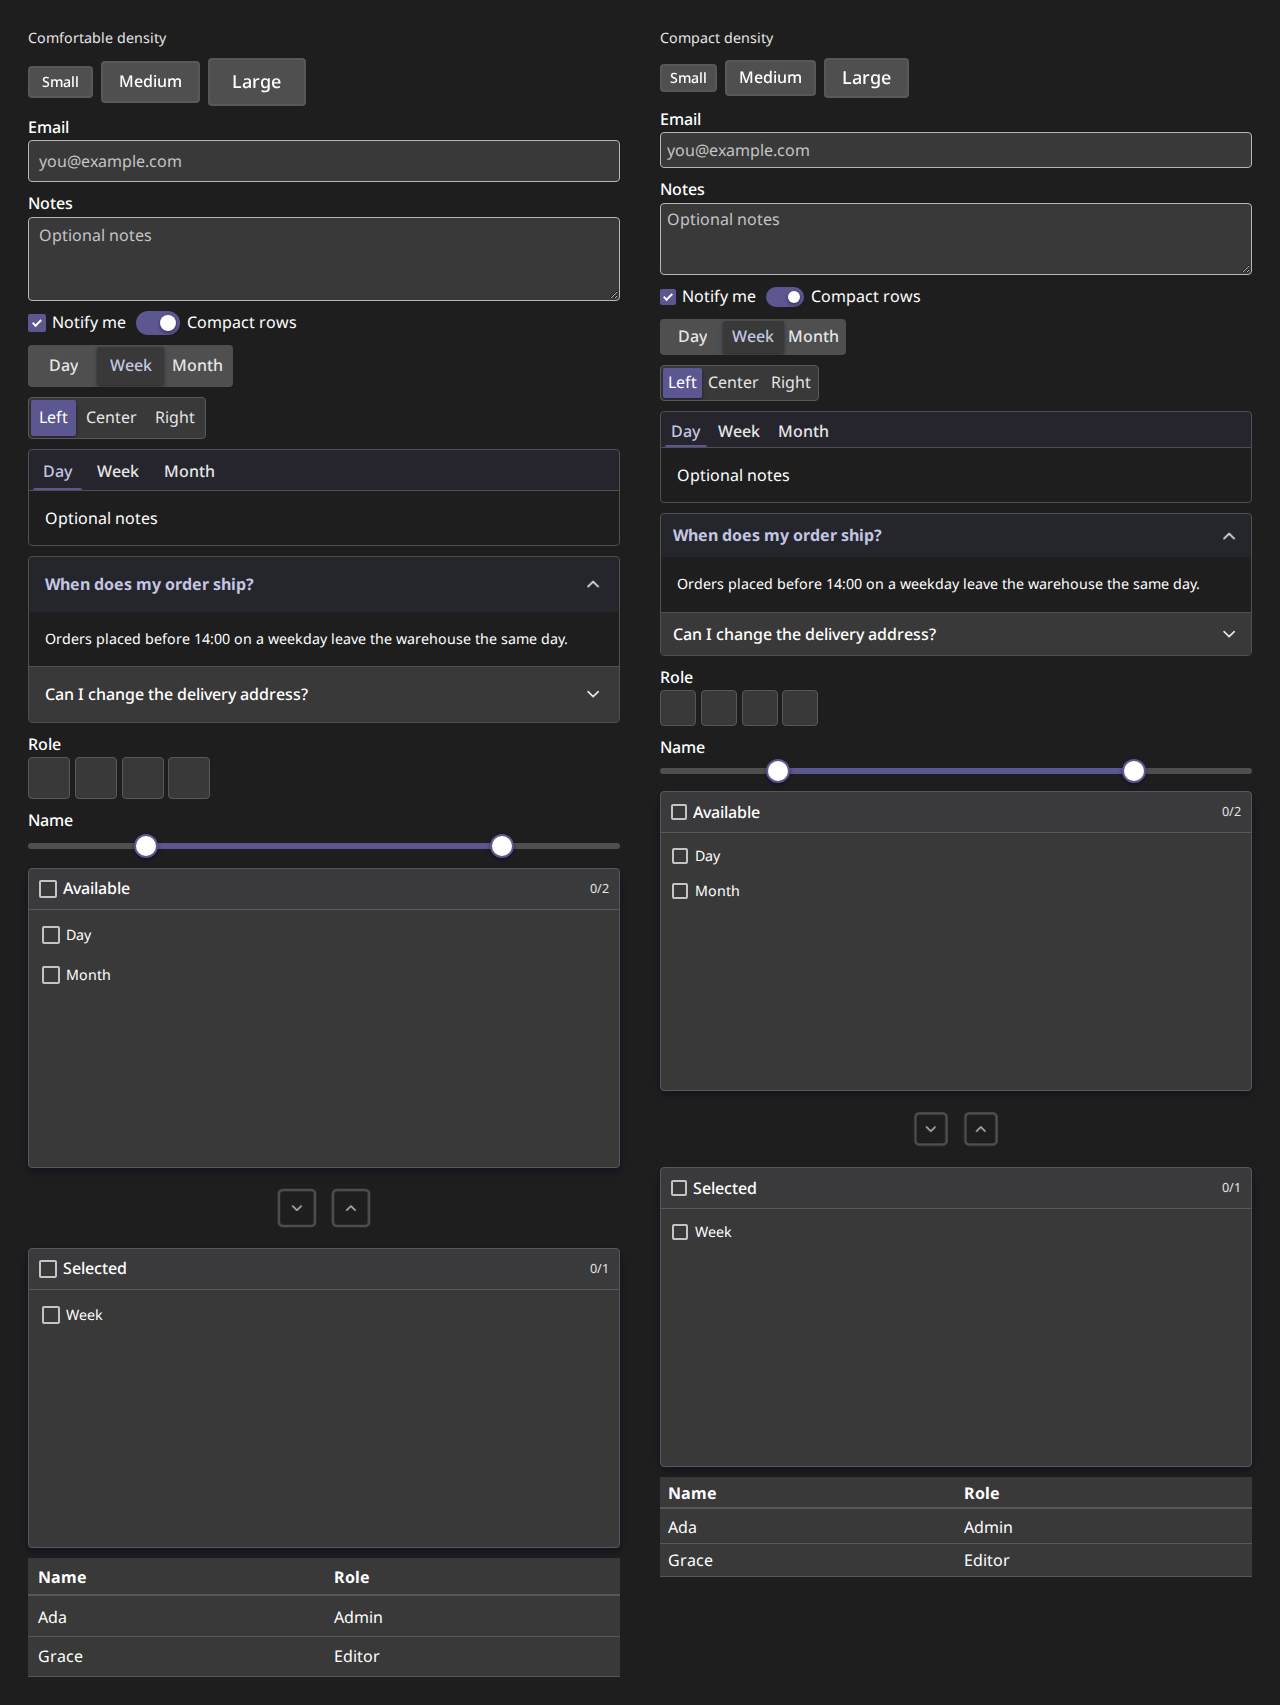 Comfortable density
Small Medium Large
Email
you@example.com
Notes
Optional notes
Notify me Compact rows
Day Week Month
Left Center Right
Day Week Month
Optional notes
When does my order ship?
Orders placed before 14:00 on a weekday leave the warehouse the same day.
Can I change the delivery address?
Role
Name
Available 0/2
Day
Month
Selected 0/1
Week
Name Role
Ada Admin
Grace Editor
Compact density
Small Medium Large
Email
you@example.com
Notes
Optional notes
Notify me Compact rows
Day Week Month
Left Center Right
Day Week Month
Optional notes
When does my order ship?
Orders placed before 14:00 on a weekday leave the warehouse the same day.
Can I change the delivery address?
Role
Name
Available 0/2
Day
Month
Selected 0/1
Week
Name Role
Ada Admin
Grace Editor